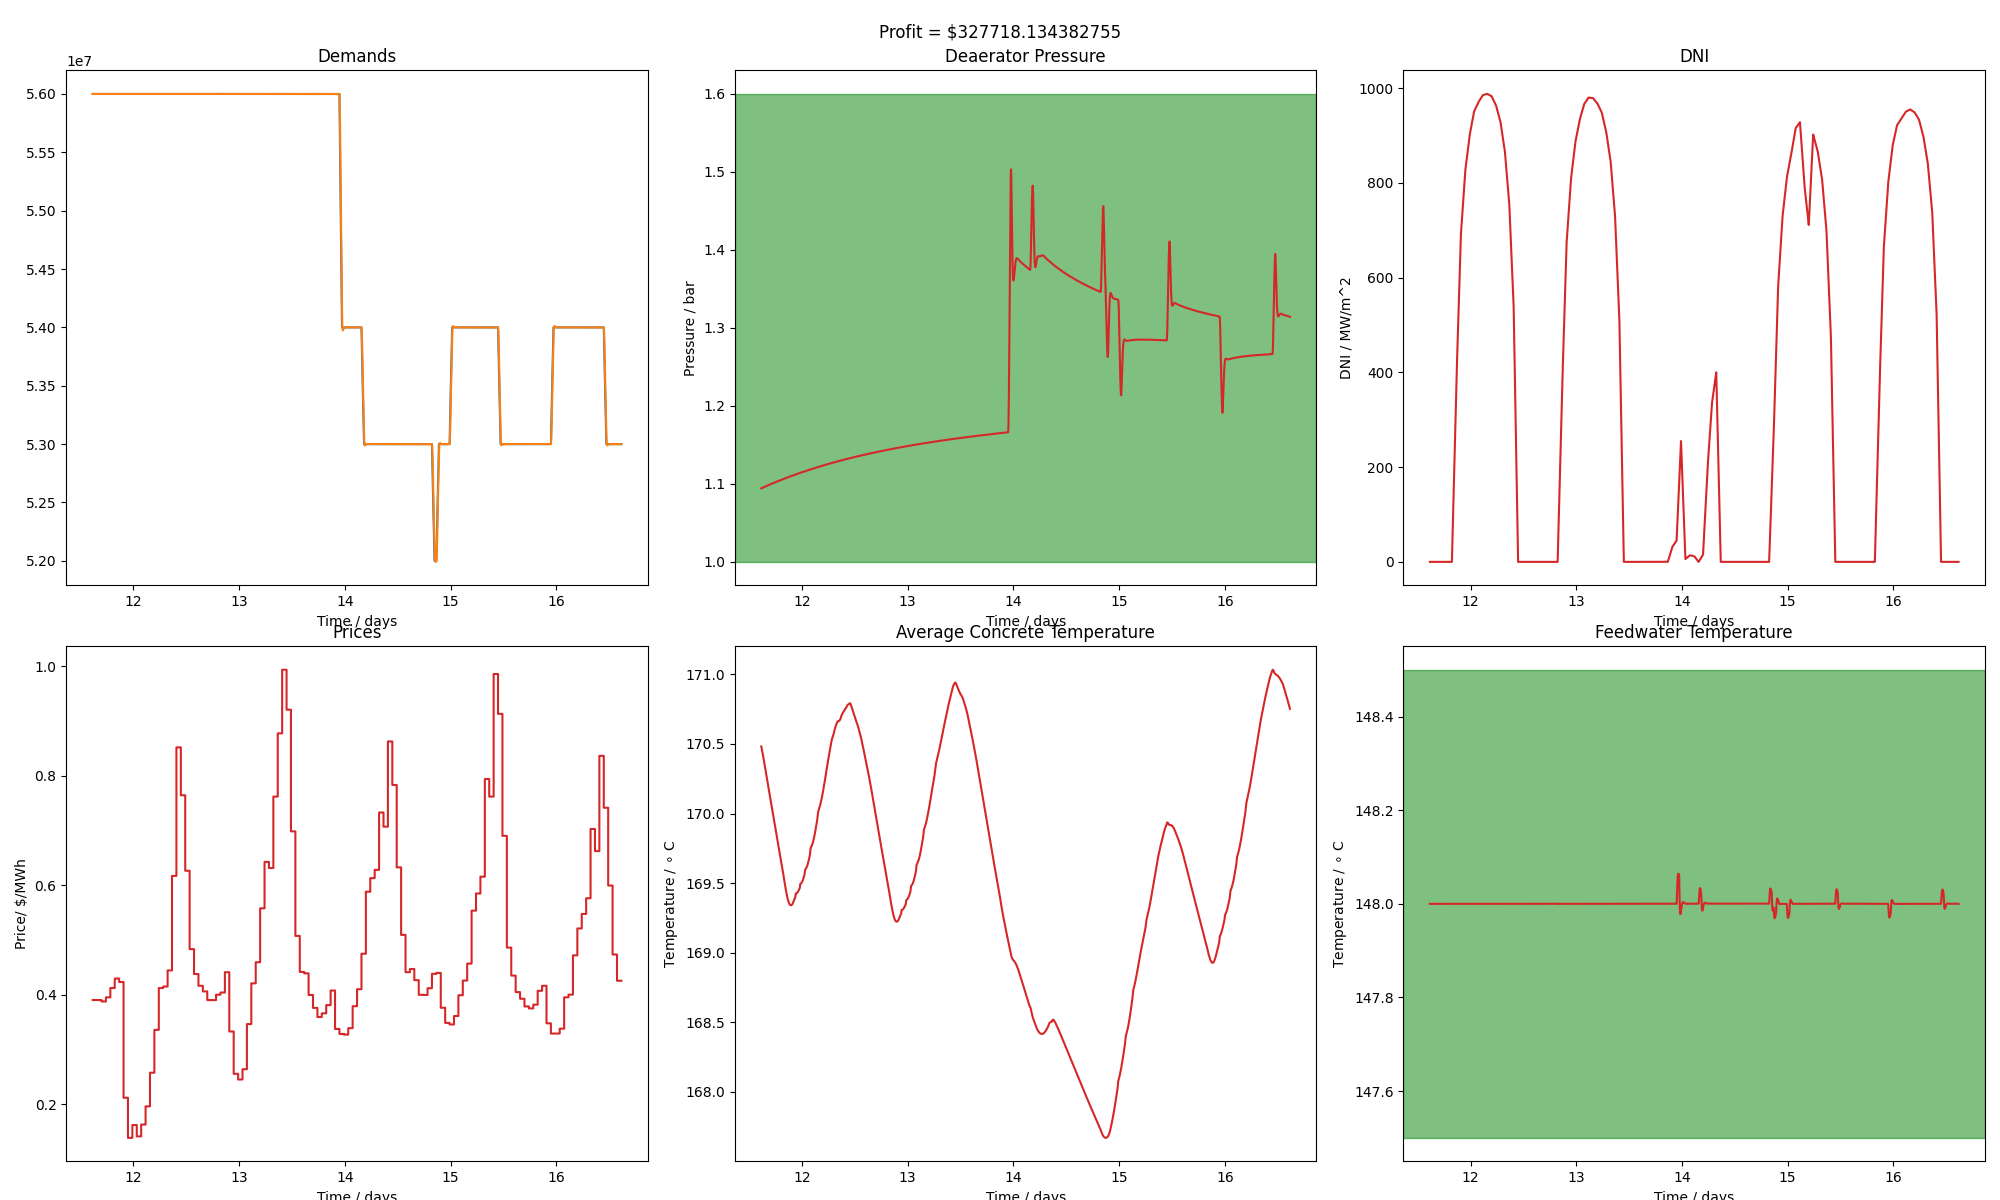 Profit = $327718.134382755
Demands
1e7
5.60
5.55
5.50
5.45
5.40
5.35
5.30
5.25
5.20
12 13 14 15 16
Time / days
Deaerator Pressure
Pressure / bar
1.6
1.5
1.4
1.3
1.2
1.1
1.0
12 13 14 15 16
Time / days
DNI
DNI / MW/m^2
1000
800
600
400
200
0
12 13 14 15 16
Time / days
Prices
Price/ $/MWh
1.0
0.8
0.6
0.4
0.2
12 13 14 15 16
Time / days
Average Concrete Temperature
Temperature / ∘ C
171.0
170.5
170.0
169.5
169.0
168.5
168.0
12 13 14 15 16
Time / days
Feedwater Temperature
Temperature / ∘ C
148.4
148.2
148.0
147.8
147.6
12 13 14 15 16
Time / days